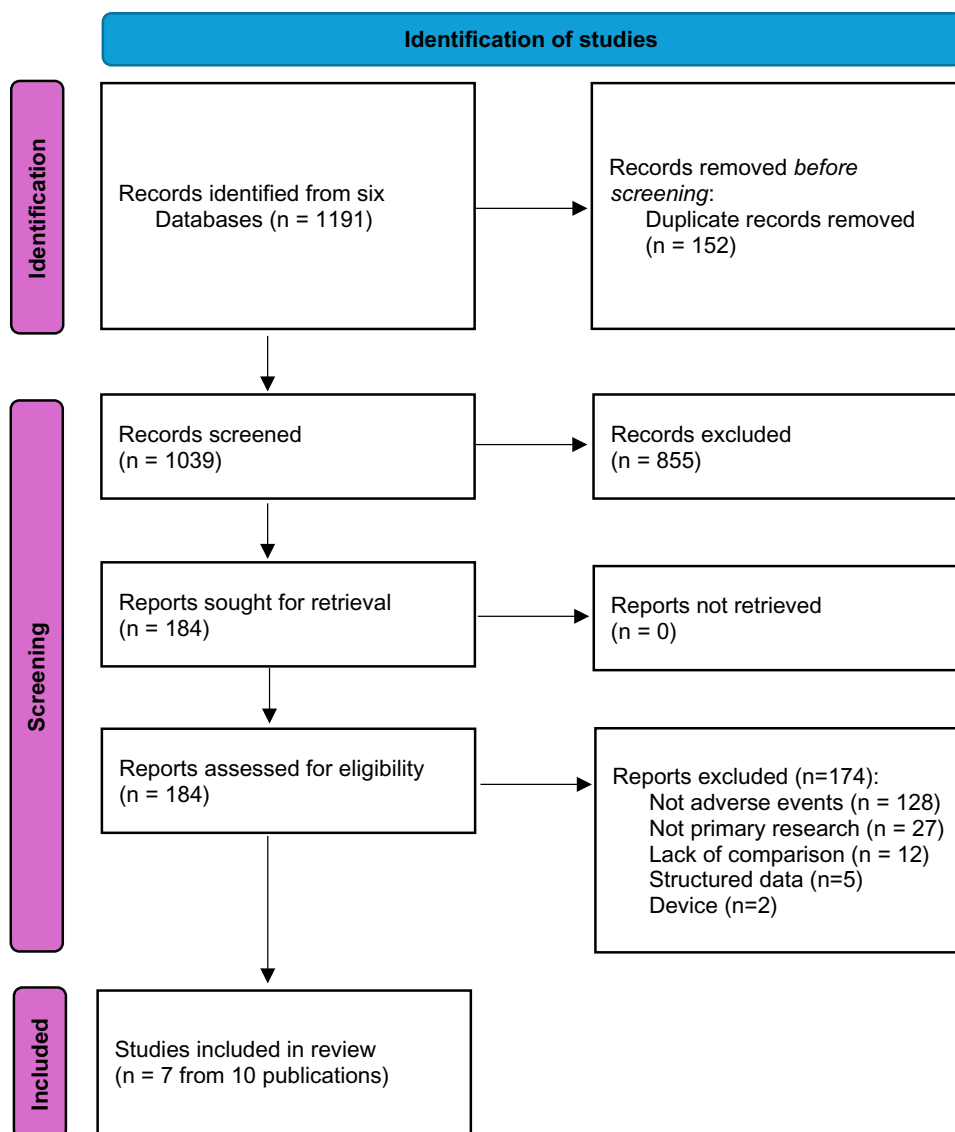 Identification of studies
Identification
Records identified from six
Databases (n = 1191)
Records removed before
screening:
Duplicate records removed
(n = 152)
Screening
Records screened
(n = 1039)
Records excluded
(n = 855)
Reports sought for retrieval
(n = 184)
Reports not retrieved
(n = 0)
Reports assessed for eligibility
(n = 184)
Reports excluded (n=174):
Not adverse events (n = 128)
Not primary research (n = 27)
Lack of comparison (n = 12)
Structured data (n=5)
Device (n=2)
Included
Studies included in review
(n = 7 from 10 publications)